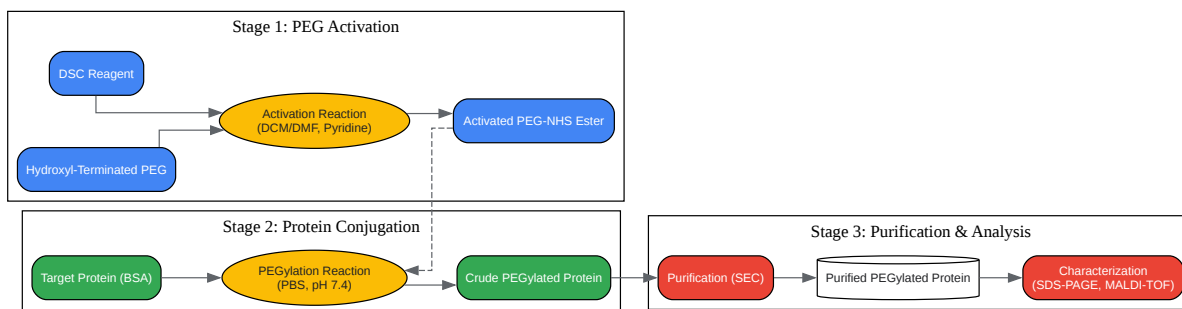 Stage 1: PEG Activation
DSC Reagent
Activation Reaction
(DCM/DMF, Pyridine)
Activated PEG-NHS Ester
Hydroxyl-Terminated PEG
Stage 2: Protein Conjugation
Target Protein (BSA)
PEGylation Reaction
(PBS, pH 7.4)
Crude PEGylated Protein
Stage 3: Purification & Analysis
Purification (SEC)
Purified PEGylated Protein
Characterization
(SDS-PAGE, MALDI-TOF)